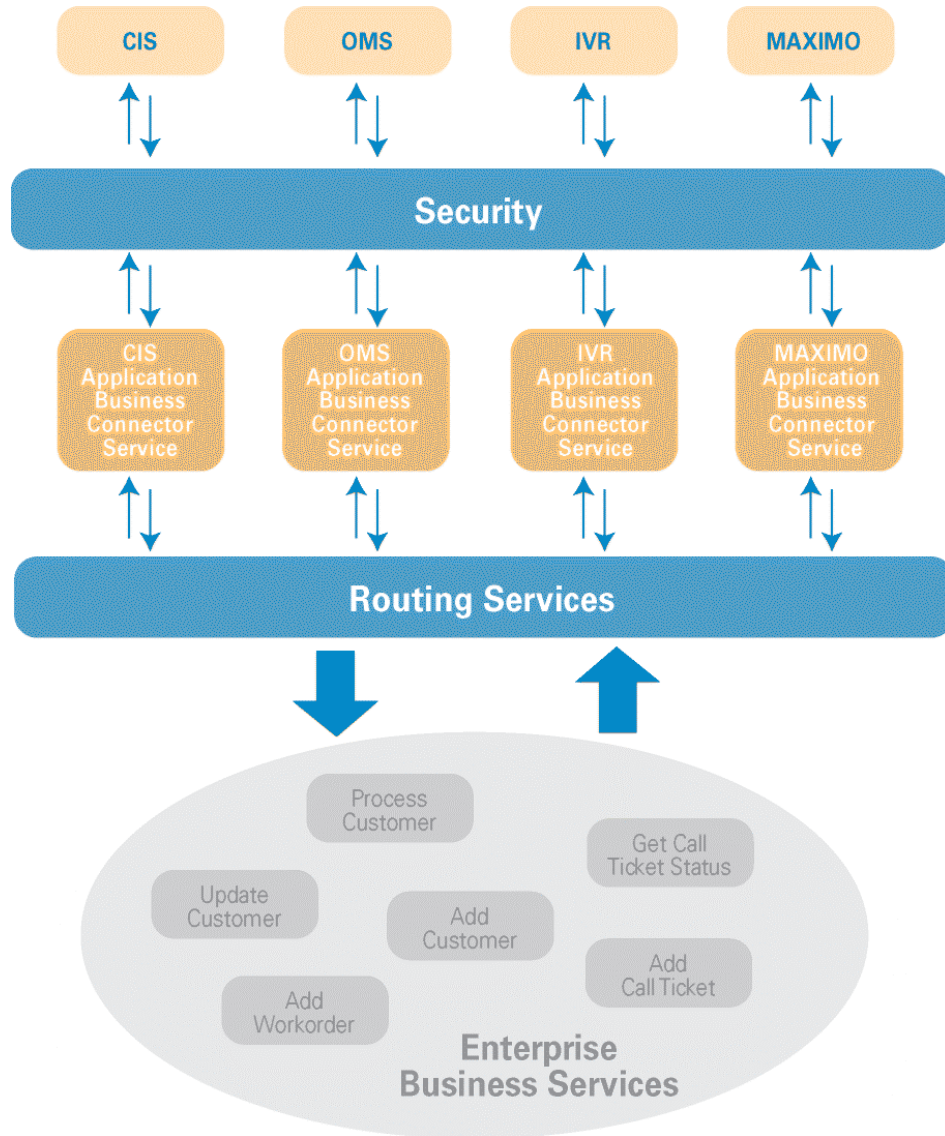 CIS
OMS
IVR
MAXIMO
Security
CIS
Application
Business
Connector
Service
OMS
Application
Business
Connector
Service
IVR
Application
Business
Connector
Service
MAXIMO
Application
Business
Connector
Service
Routing Services
Process
Customer
Get Call
Ticket Status
Update
Customer
Add
Customer
Add
Call Ticket
Add
Workorder
Enterprise
Business Services